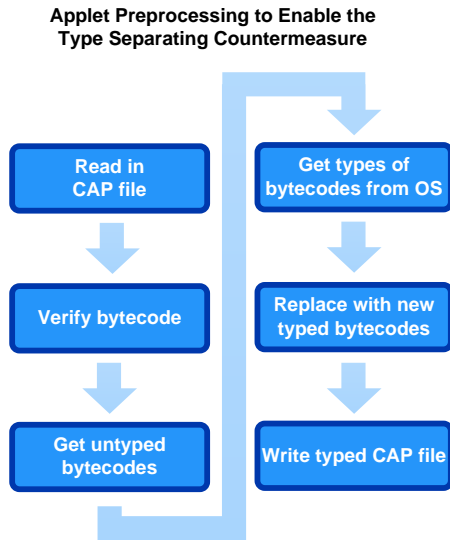 Applet Preprocessing to Enable the
Type Separating Countermeasure
Read in
CAP file
Verify bytecode
Get untyped
bytecodes
Get types of
bytecodes from OS
Replace with new
typed bytecodes
Write typed CAP file